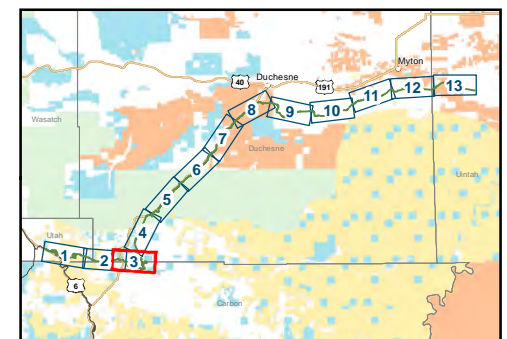 Myton
40
Duchesne
191
13
12
11
10
9
8
Wasatch
7
Duchesne
6
Uintah
5
4
Utah
1
2
3
6
Carbon